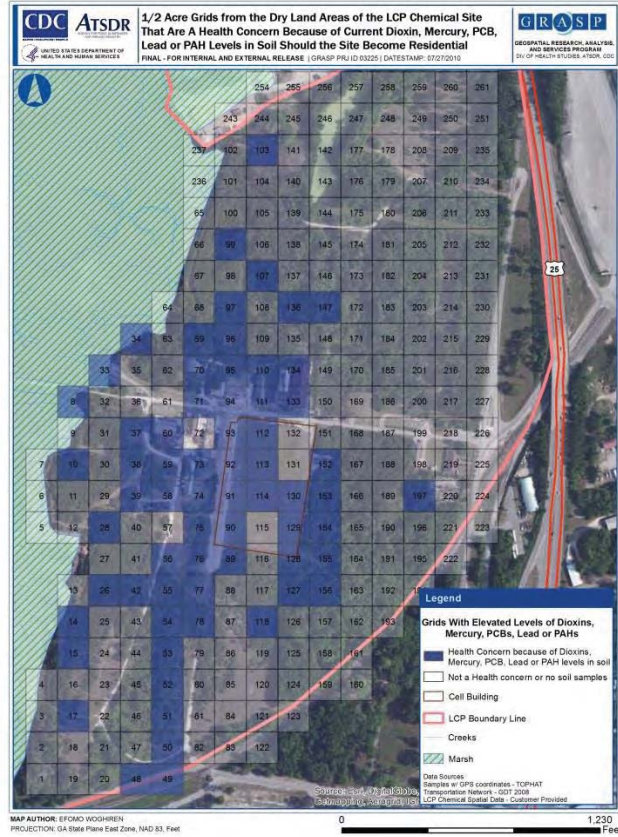 CDC ATSDR
UNITED STATES DEPARTMENT OF
HEALTH AND HUMAN SERVICES
1/2 Acre Grids from the Dry Land Areas of the LCP Chemical Site
That Are A Health Concern Because of Current Dioxin, Mercury, PCB,
Lead or PAH Levels in Soil Should the Site Become Residential
FINAL - FOR INTERNAL AND EXTERNAL RELEASE | GRASP PRJ ID 03225 | DATESTAMP: 07/27/2010
GRASP
GEOSPATIAL RESEARCH, ANALYSIS,
AND SERVICES PROGRAM
DIV OF HEALTH STUDIES, ATSDR, CDC
254 255 256 257 258 259 260 261
243 244 245 246 247 248 249 250 251
237 102 103 141 142 177 178 208 209 235
236 101 104 140 143 176 179 207 210 234
65 100 105 139 144 175 180 206 211 233
66 99 106 138 145 174 181 205 212 232
67 98 107 137 146 173 182 204 213 231
25
64 68 97 108 136 147 172 183 203 214 230
34 63 69 96 109 135 148 171 184 202 215 229
33 35 62 70 95 110 134 149 170 185 201 216 228
8 32 36 61 71 94 111 133 150 169 186 200 217 227
9 31 37 60 72 93 112 132 151 168 187 199 218 226
7 10 30 38 59 73 92 113 131 152 167 188 198 219 225
6 11 29 39 58 74 91 114 130 153 166 189 197 220 224
5 12 28 40 57 75 90 115 129 154 165 190 196 221 223
27 41 56 76 89 116 128 155 164 191 195 222
13 26 42 55 77 88 117 127 156 163 192
14 25 43 54 78 87 118 126 157 162 193
15 24 44 53 79 86 119 125 158 161
4 16 23 45 52 80 85 120 124 159 160
3 17 22 46 51 81 84 121 123
2 18 21 47 50 82 83 122
1 19 20 48 49
Legend
Grids With Elevated Levels of Dioxins,
Mercury, PCBs, Lead or PAHs
Health Concern because of Dioxins,
Mercury, PCB, Lead or PAH levels in soil
Not a Health concern or no soil samples
Cell Building
LCP Boundary Line
Creeks
Marsh
Data Sources
Samples w/ GPS coordinates - TOPHAT
Transportation Network - GDT 2008
LCP Chemical Spatial Data - Customer Provided
Source: Esri, DigitalGlobe,
MAP AUTHOR: EFOMO WOGHIREN
PROJECTION: GA State Plane East Zone, NAD 83, Feet
0 1,230
Feet